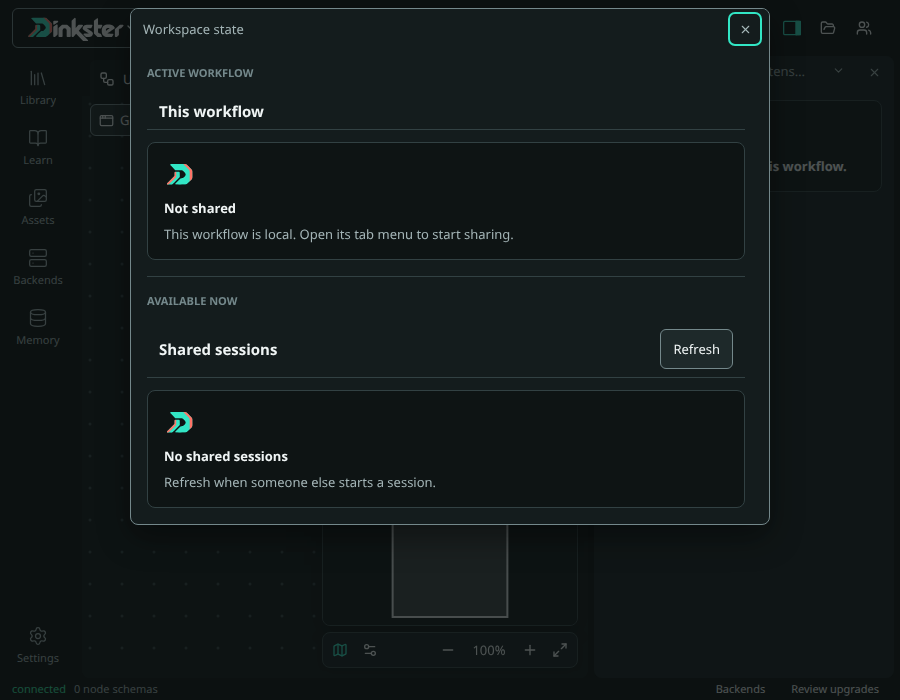 Dinkster
Workspace state
Library
Learn
Assets
Backends
Memory
Settings
ACTIVE WORKFLOW
This workflow
Not shared
This workflow is local. Open its tab menu to start sharing.
AVAILABLE NOW
Shared sessions
Refresh
No shared sessions
Refresh when someone else starts a session.
tens...
is workflow.
100%
connected
0 node schemas
Backends
Review upgrades